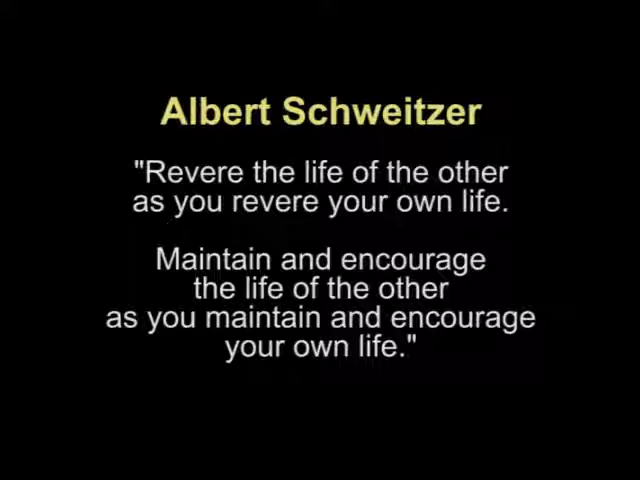 Albert Schweitzer
"Revere the life of the other
as you revere your own life.
Maintain and encourage
the life of the other
as you maintain and encourage
your own life."